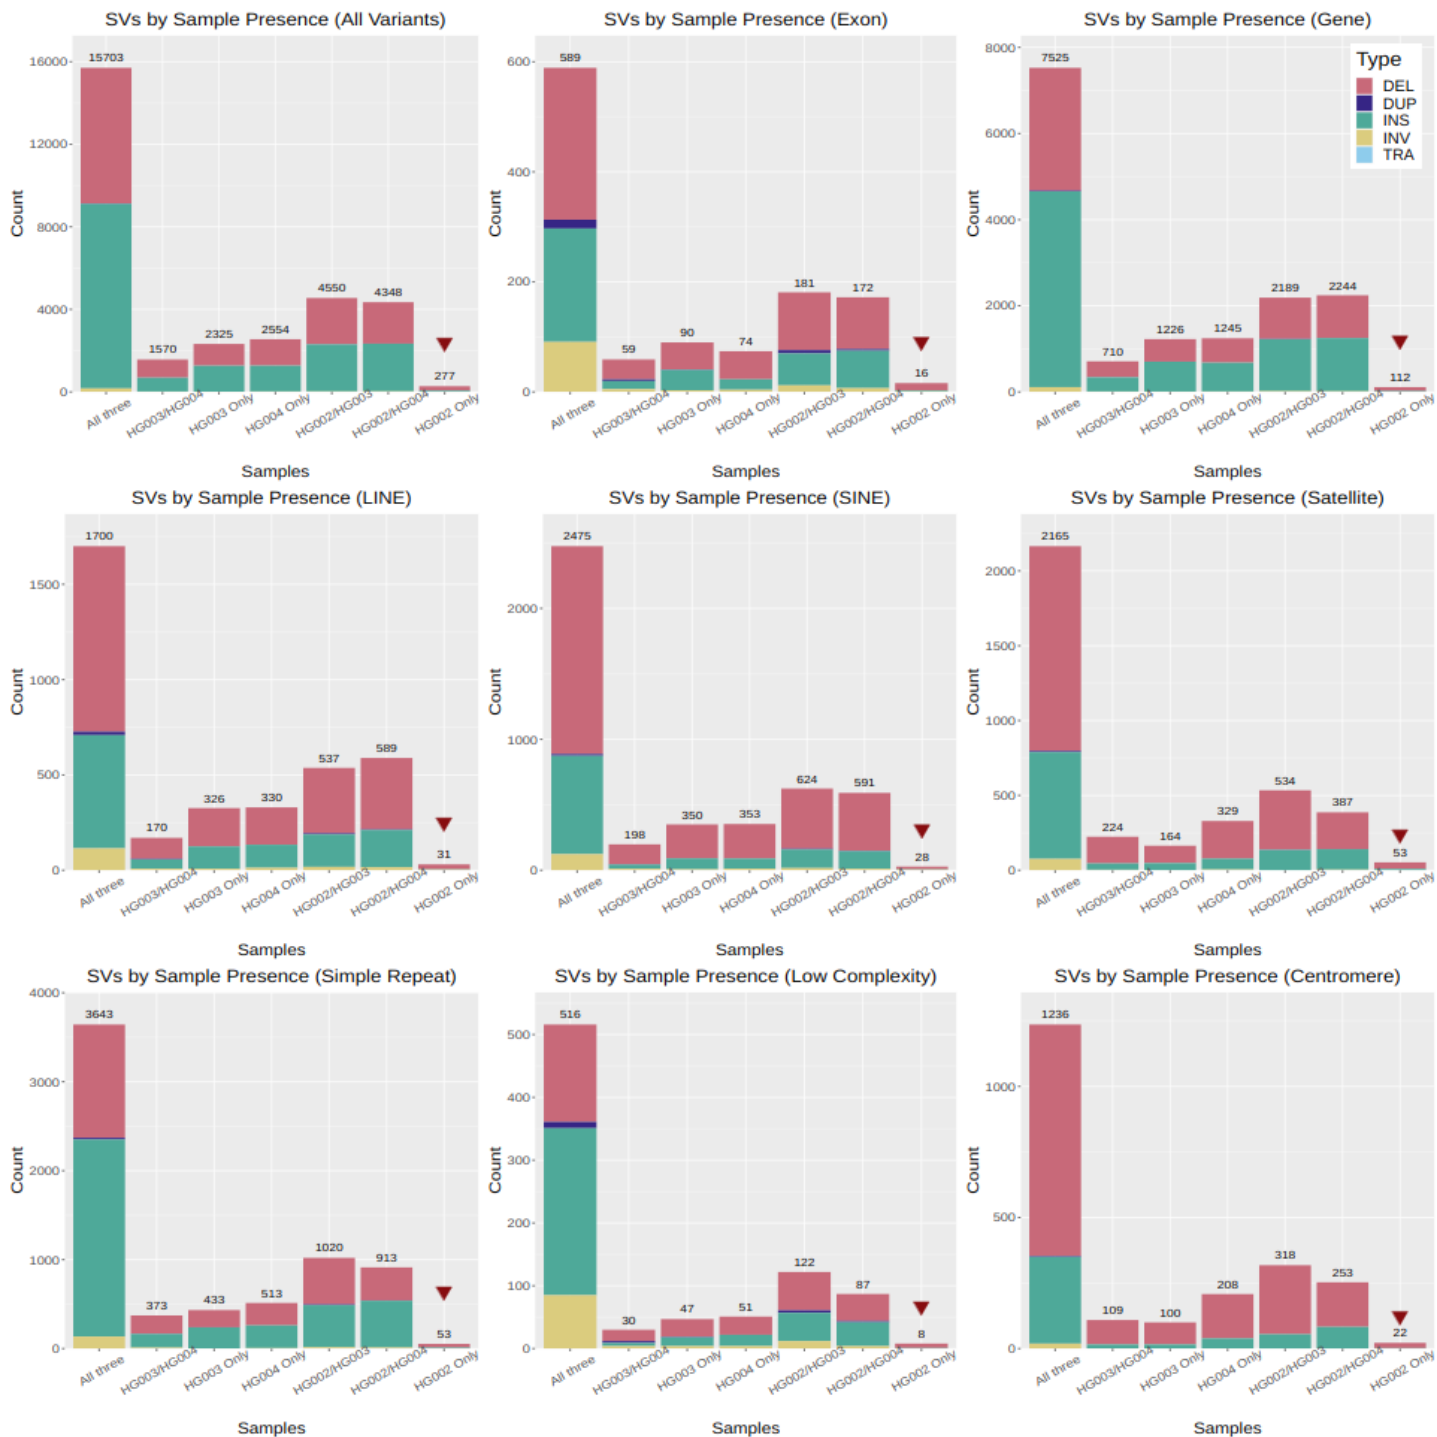 SVs by Sample Presence (All Variants)
Count
16000
12000
8000
4000
0
15703
1570
2325
2554
4550
4348
277
All three
HG003/HG004
HG003 Only
HG004 Only
HG002/HG003
HG002/HG004
HG002 Only
Samples
SVs by Sample Presence (Exon)
Count
600
400
200
0
589
59
90
74
181
172
16
All three
HG003/HG004
HG003 Only
HG004 Only
HG002/HG003
HG002/HG004
HG002 Only
Samples
SVs by Sample Presence (Gene)
Count
8000
6000
4000
2000
0
7525
710
1226
1245
2189
2244
112
Type
DEL
DUP
INS
INV
TRA
All three
HG003/HG004
HG003 Only
HG004 Only
HG002/HG003
HG002/HG004
HG002 Only
Samples
SVs by Sample Presence (LINE)
Count
1500
1000
500
0
1700
170
326
330
537
589
31
All three
HG003/HG004
HG003 Only
HG004 Only
HG002/HG003
HG002/HG004
HG002 Only
Samples
SVs by Sample Presence (SINE)
Count
2000
1000
0
2475
198
350
353
624
591
28
All three
HG003/HG004
HG003 Only
HG004 Only
HG002/HG003
HG002/HG004
HG002 Only
Samples
SVs by Sample Presence (Satellite)
Count
2000
1500
1000
500
0
2165
224
164
329
534
387
53
All three
HG003/HG004
HG003 Only
HG004 Only
HG002/HG003
HG002/HG004
HG002 Only
Samples
SVs by Sample Presence (Simple Repeat)
Count
4000
3000
2000
1000
0
3643
373
433
513
1020
913
53
All three
HG003/HG004
HG003 Only
HG004 Only
HG002/HG003
HG002/HG004
HG002 Only
Samples
SVs by Sample Presence (Low Complexity)
Count
500
400
300
200
100
0
516
30
47
51
122
87
8
All three
HG003/HG004
HG003 Only
HG004 Only
HG002/HG003
HG002/HG004
HG002 Only
Samples
SVs by Sample Presence (Centromere)
Count
1000
500
0
1236
109
100
208
318
253
22
All three
HG003/HG004
HG003 Only
HG004 Only
HG002/HG003
HG002/HG004
HG002 Only
Samples